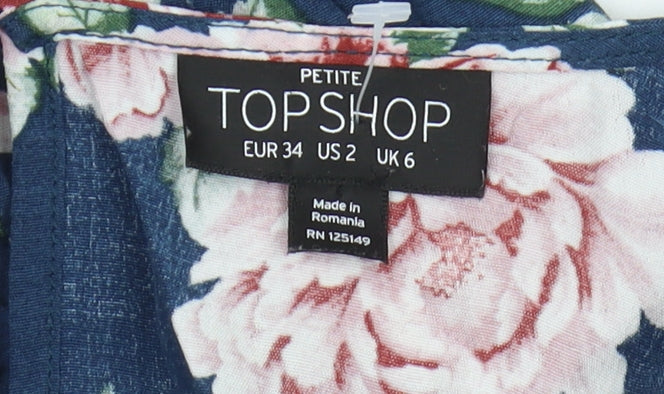 PETITE
TOPSHOP
EUR 34 US 2 UK 6
Made in
Romania
RN 125149